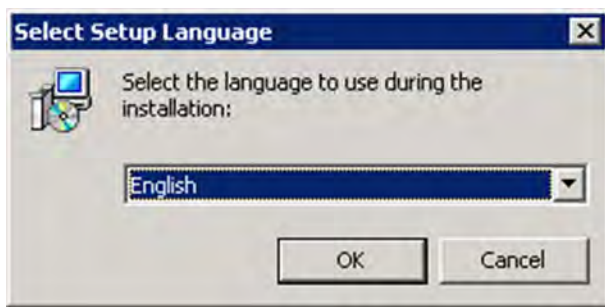 Select Setup Language
Select the language to use during the
installation:
English
OK
Cancel